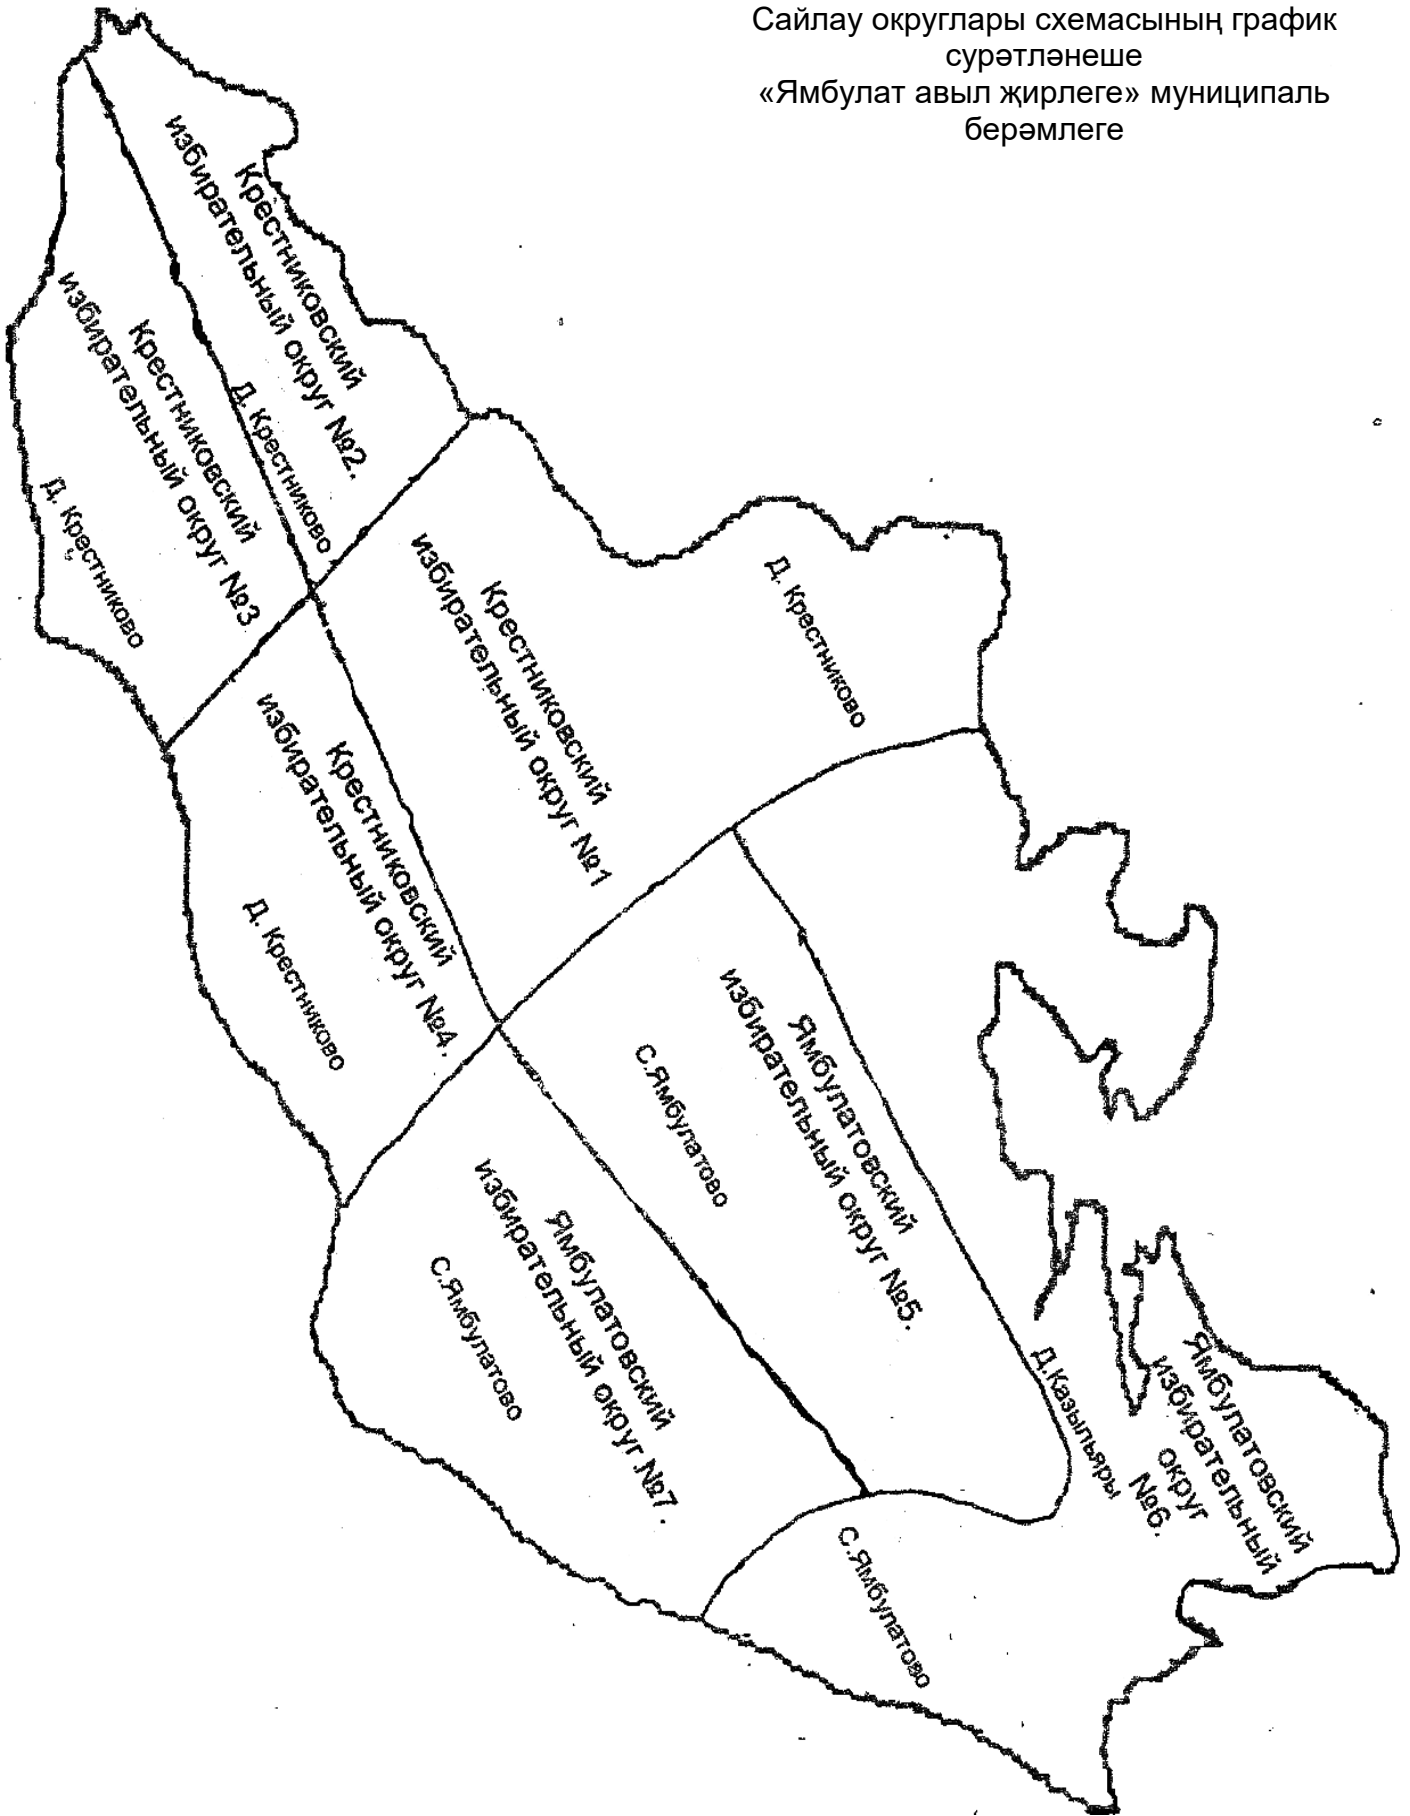 Сайлау округлары схемасының график
сурәтләнеше
«Ямбулат авыл җирлеге» муниципаль
берәмлеге
Крестниковский
избирательный округ №2.
Д. Крестниково
Крестниковский
избирательный округ №3
Д. Крестниково
Крестниковский
избирательный округ №1
Д. Крестниково
Крестниковский
избирательный округ №4.
Д. Крестниково
Ямбулатовский
избирательный округ №5.
С.Ямбулатово
Ямбулатовский
избирательный округ №7.
С.Ямбулатово
Ямбулатовский
избирательный
округ
№6.
Д.Казыльяры
С.Ямбулатово